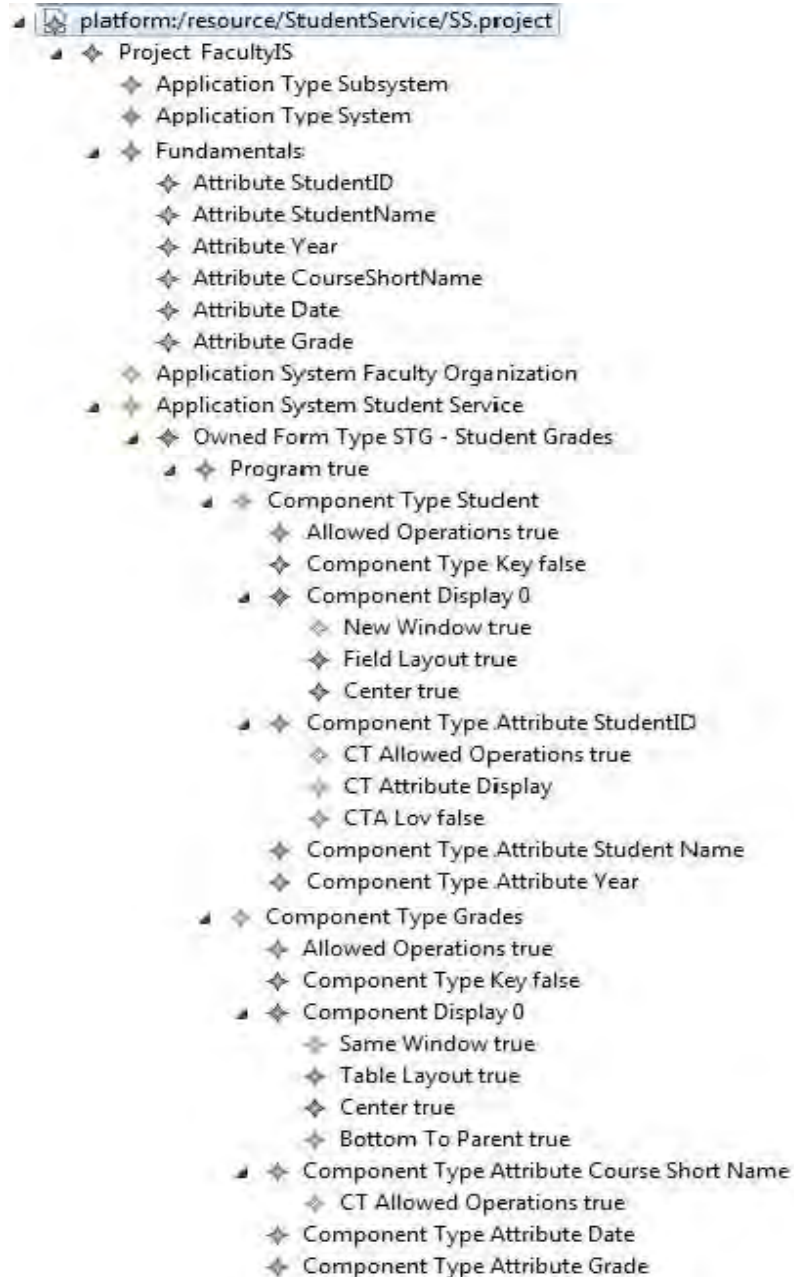 platform:/resource/StudentService/SS.project
Project FacultyIS
Application Type Subsystem
Application Type System
Fundamentals
Attribute StudentID
Attribute StudentName
Attribute Year
Attribute CourseShortName
Attribute Date
Attribute Grade
Application System Faculty Organization
Application System Student Service
Owned Form Type STG - Student Grades
Program true
Component Type Student
Allowed Operations true
Component Type Key false
Component Display 0
New Window true
Field Layout true
Center true
Component Type Attribute StudentID
CT Allowed Operations true
CT Attribute Display
CTA Lov false
Component Type Attribute Student Name
Component Type Attribute Year
Component Type Grades
Allowed Operations true
Component Type Key false
Component Display 0
Same Window true
Table Layout true
Center true
Bottom To Parent true
Component Type Attribute Course Short Name
CT Allowed Operations true
Component Type Attribute Date
Component Type Attribute Grade